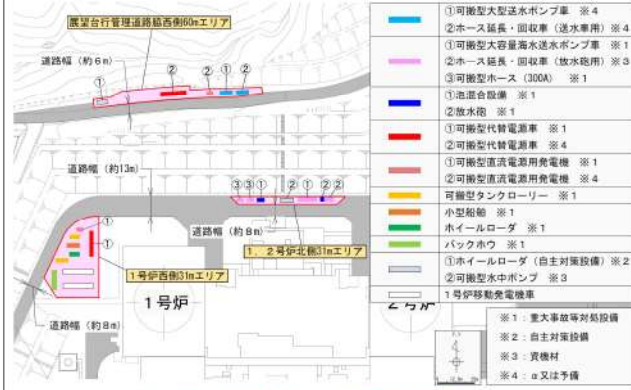 展望台行管理道路脇西側60mエリア
道路幅（約6m）
①
②
②
①
②
道路幅（約13m）
③
③
①
②
①
②
道路幅（約8m）
1，2号炉北側31mエリア
①
①
1号炉西側31mエリア
道路幅（約8m）
1号炉
2号炉
①可搬型大型送水ポンプ車 ※4
②ホース延長・回収車（送水車用）※4
①可搬型大容量海水送水ポンプ車 ※1
②ホース延長・回収車（放水砲用）※3
③可搬型ホース（300A） ※1
①泡混合設備 ※1
②放水砲 ※1
①可搬型代替電源車 ※1
②可搬型代替電源車 ※4
①可搬型直流電源用発電機 ※1
②可搬型直流電源用発電機 ※4
可搬型タンクローリー ※1
小型船舶 ※1
ホイールローダ ※1
バックホウ ※1
①ホイールローダ（自主対策設備）※2
②可搬型水中ポンプ ※3
1号炉移動発電機車
※1：重大事故等対処設備
※2：自主対策設備
※3：資機材
※4：α又は予備